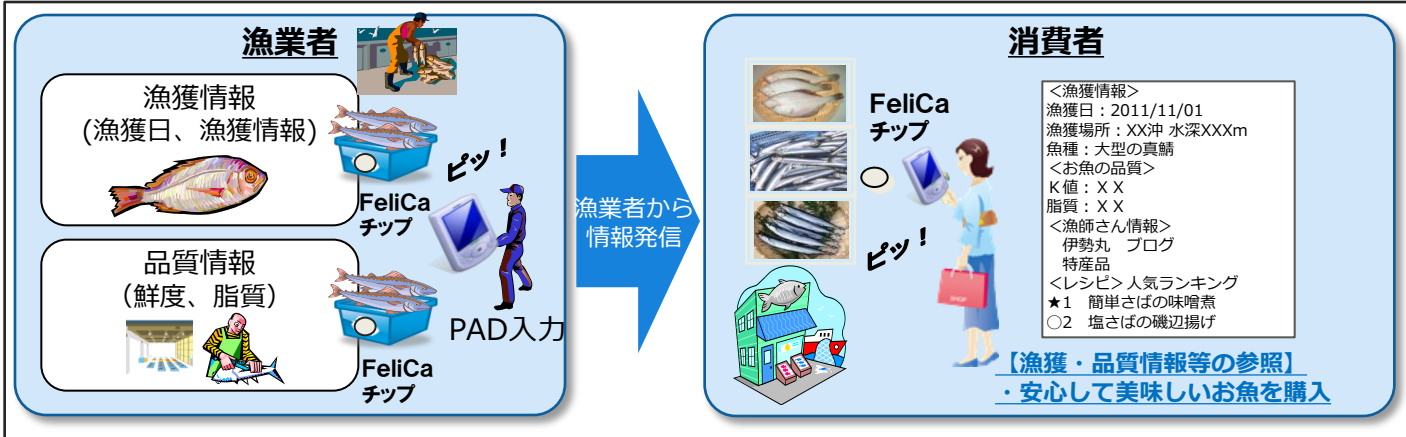 漁業者
漁獲情報
(漁獲日、漁獲情報)
FeliCa
チップ
ピッ！
品質情報
（鮮度、脂質）
FeliCa
チップ
PAD入力
漁業者から
情報発信
消費者
FeliCa
チップ
ピッ！
SHOP
＜漁獲情報＞
漁獲日：2011/11/01
漁獲場所：XX沖 水深XXXm
魚種：大型の真鯖
＜お魚の品質＞
Ｋ値：ＸＸ
脂質：ＸＸ
＜漁師さん情報＞
伊勢丸　ブログ
特産品
＜レシピ＞人気ランキング
★1　簡単さばの味噌煮
○2　塩さばの磯辺揚げ
【漁獲・品質情報等の参照】
・安心して美味しいお魚を購入